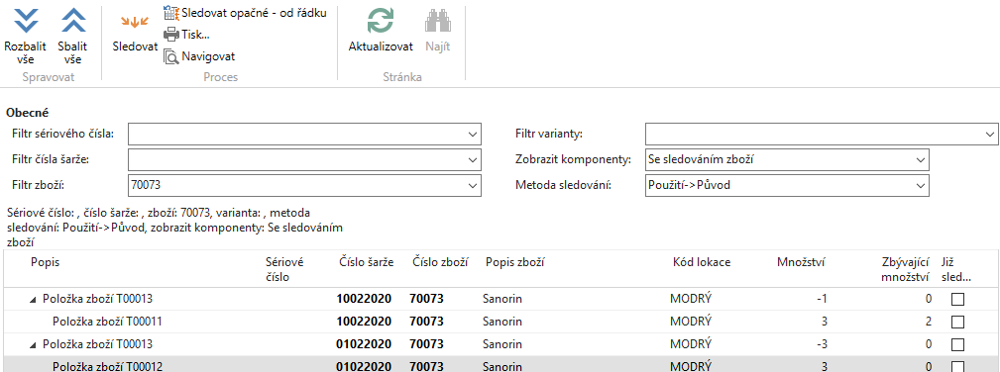 Rozbalit vše
Sbalit vše
Spravovat
Sledovat
Sledovat opačné - od řádku
Tisk...
Navigovat
Proces
Aktualizovat
Najít
Stránka
Obecné
Filtr sériového čísla:
Filtr varianty:
Filtr čísla šarže:
Zobrazit komponenty: Se sledováním zboží
Filtr zboží: 70073
Metoda sledování: Použití->Původ
Sériové číslo: , číslo šarže: , zboží: 70073, varianta: , metoda
sledování: Použití->Původ, zobrazit komponenty: Se sledováním
zboží
Popis Sériové číslo Číslo šarže Číslo zboží Popis zboží Kód lokace Množství Zbývající množství Již sled...
Položka zboží T00013 10022020 70073 Sanorin MODRÝ -1 0
Položka zboží T00011 10022020 70073 Sanorin MODRÝ 3 2
Položka zboží T00013 01022020 70073 Sanorin MODRÝ -3 0
Položka zboží T00012 01022020 70073 Sanorin MODRÝ 3 0